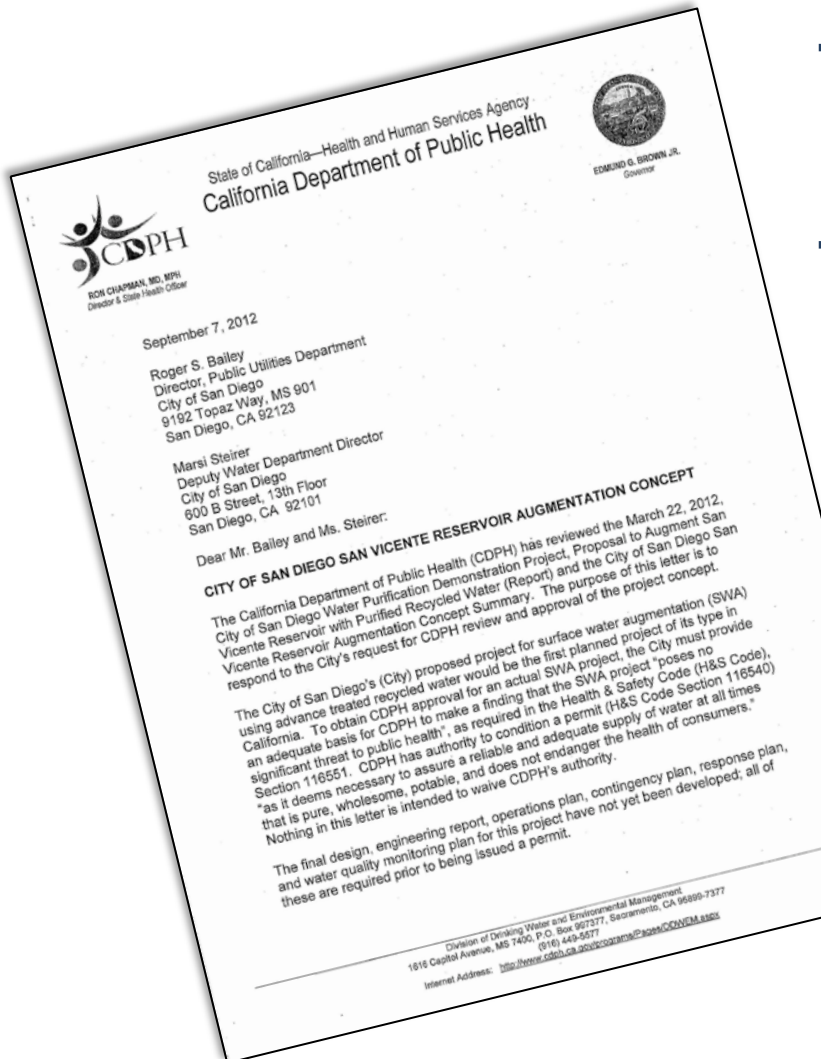 State of California—Health and Human Services Agency
California Department of Public Health
CDPH
RON CHAPMAN, MD, MPH
Director & State Health Officer
EDMUND G. BROWN JR.
Governor
September 7, 2012
Roger S. Bailey
Director, Public Utilities Department
City of San Diego
9192 Topaz Way, MS 901
San Diego, CA 92123
Marsi Steirer
Deputy Water Department Director
City of San Diego
600 B Street, 13th Floor
San Diego, CA 92101
Dear Mr. Bailey and Ms. Steirer:
CITY OF SAN DIEGO SAN VICENTE RESERVOIR AUGMENTATION CONCEPT
The California Department of Public Health (CDPH) has reviewed the March 22, 2012,
City of San Diego Water Purification Demonstration Project, Proposal to Augment San
Vicente Reservoir with Purified Recycled Water (Report) and the City of San Diego San
Vicente Reservoir Augmentation Concept Summary. The purpose of this letter is to
respond to the City's request for CDPH review and approval of the project concept.
The City of San Diego's (City) proposed project for surface water augmentation (SWA)
using advance treated recycled water would be the first planned project of its type in
California. To obtain CDPH approval for an actual SWA project, the City must provide
an adequate basis for CDPH to make a finding that the SWA project "poses no
significant threat to public health", as required in the Health & Safety Code (H&S Code),
Section 116551. CDPH has authority to condition a permit (H&S Code Section 116540)
"as it deems necessary to assure a reliable and adequate supply of water at all times
that is pure, wholesome, potable, and does not endanger the health of consumers."
Nothing in this letter is intended to waive CDPH's authority.
The final design, engineering report, operations plan, contingency plan, response plan,
and water quality monitoring plan for this project have not yet been developed; all of
these are required prior to being issued a permit.
Division of Drinking Water and Environmental Management
1616 Capitol Avenue, MS 7400, P.O. Box 997377, Sacramento, CA 95899-7377
(916) 449-5577
Internet Address: http://www.cdph.ca.gov/programs/Pages/DDWEM.aspx